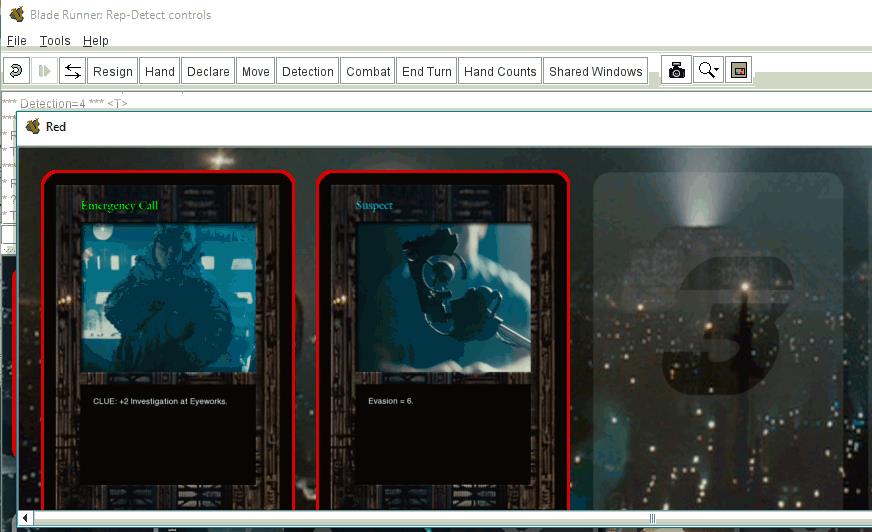 Blade Runner: Rep-Detect controls
File Tools Help
Resign Hand Declare Move Detection Combat End Turn Hand Counts Shared Windows
*** Detection=4 *** <T>
Red
Emergency Call
Suspect
3
CLUE: +2 Investigation at Eyeworks.
Evasion = 6.